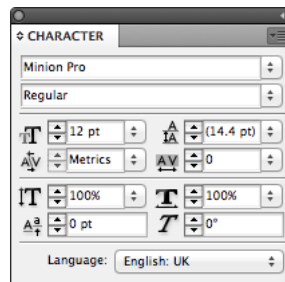 CHARACTER
Minion Pro
Regular
12 pt (14.4 pt)
Metrics 0
100% 100%
0 pt 0°
Language: English: UK